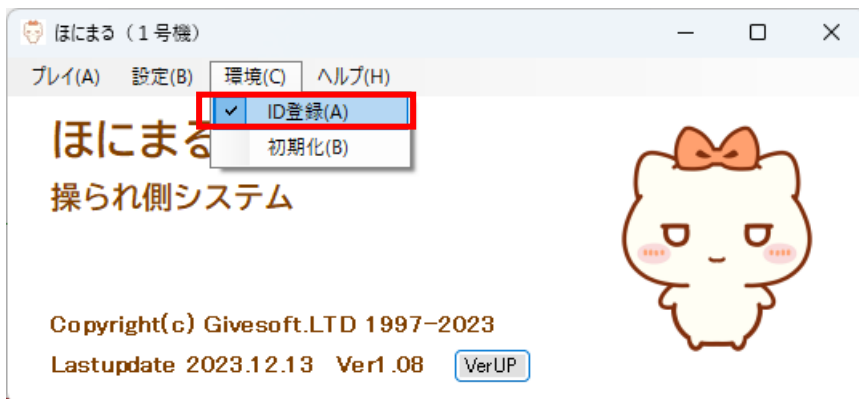 ほにまる（１号機）
プレイ(A) 設定(B) 環境(C) ヘルプ(H)
ID登録(A)
初期化(B)
ほにまる
操られ側システム
Copyright(c) Givesoft.LTD 1997-2023
Lastupdate 2023.12.13 Ver1.08 VerUP